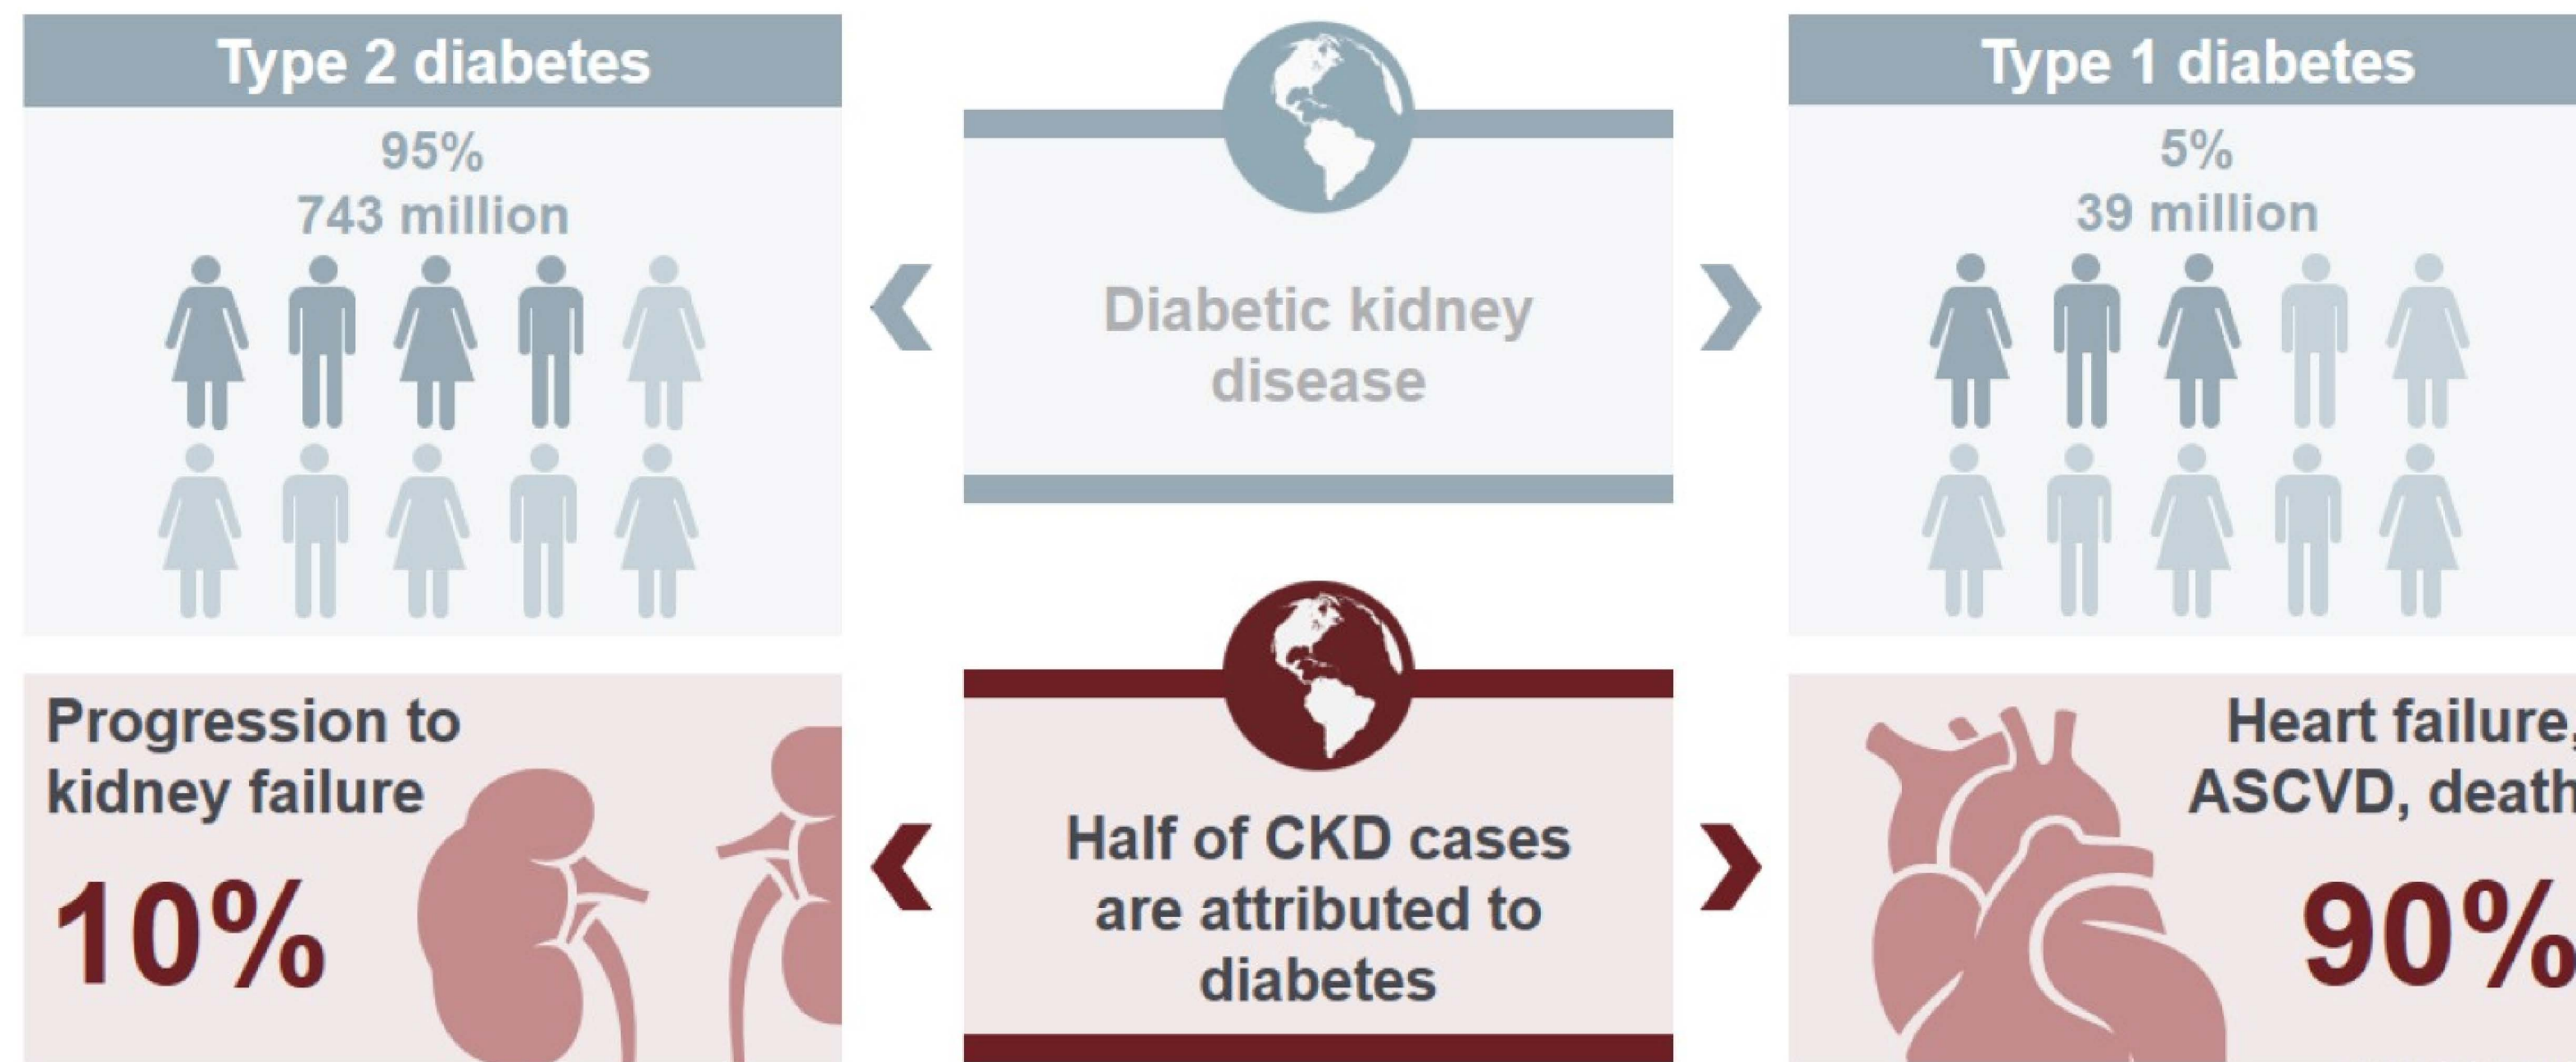 Type 2 diabetes
95%
743 million
Diabetic kidney
disease
Type 1 diabetes
5%
39 million
Progression to
kidney failure
10%
Half of CKD cases
are attributed to
diabetes
Heart failure,
ASCVD, death
90%